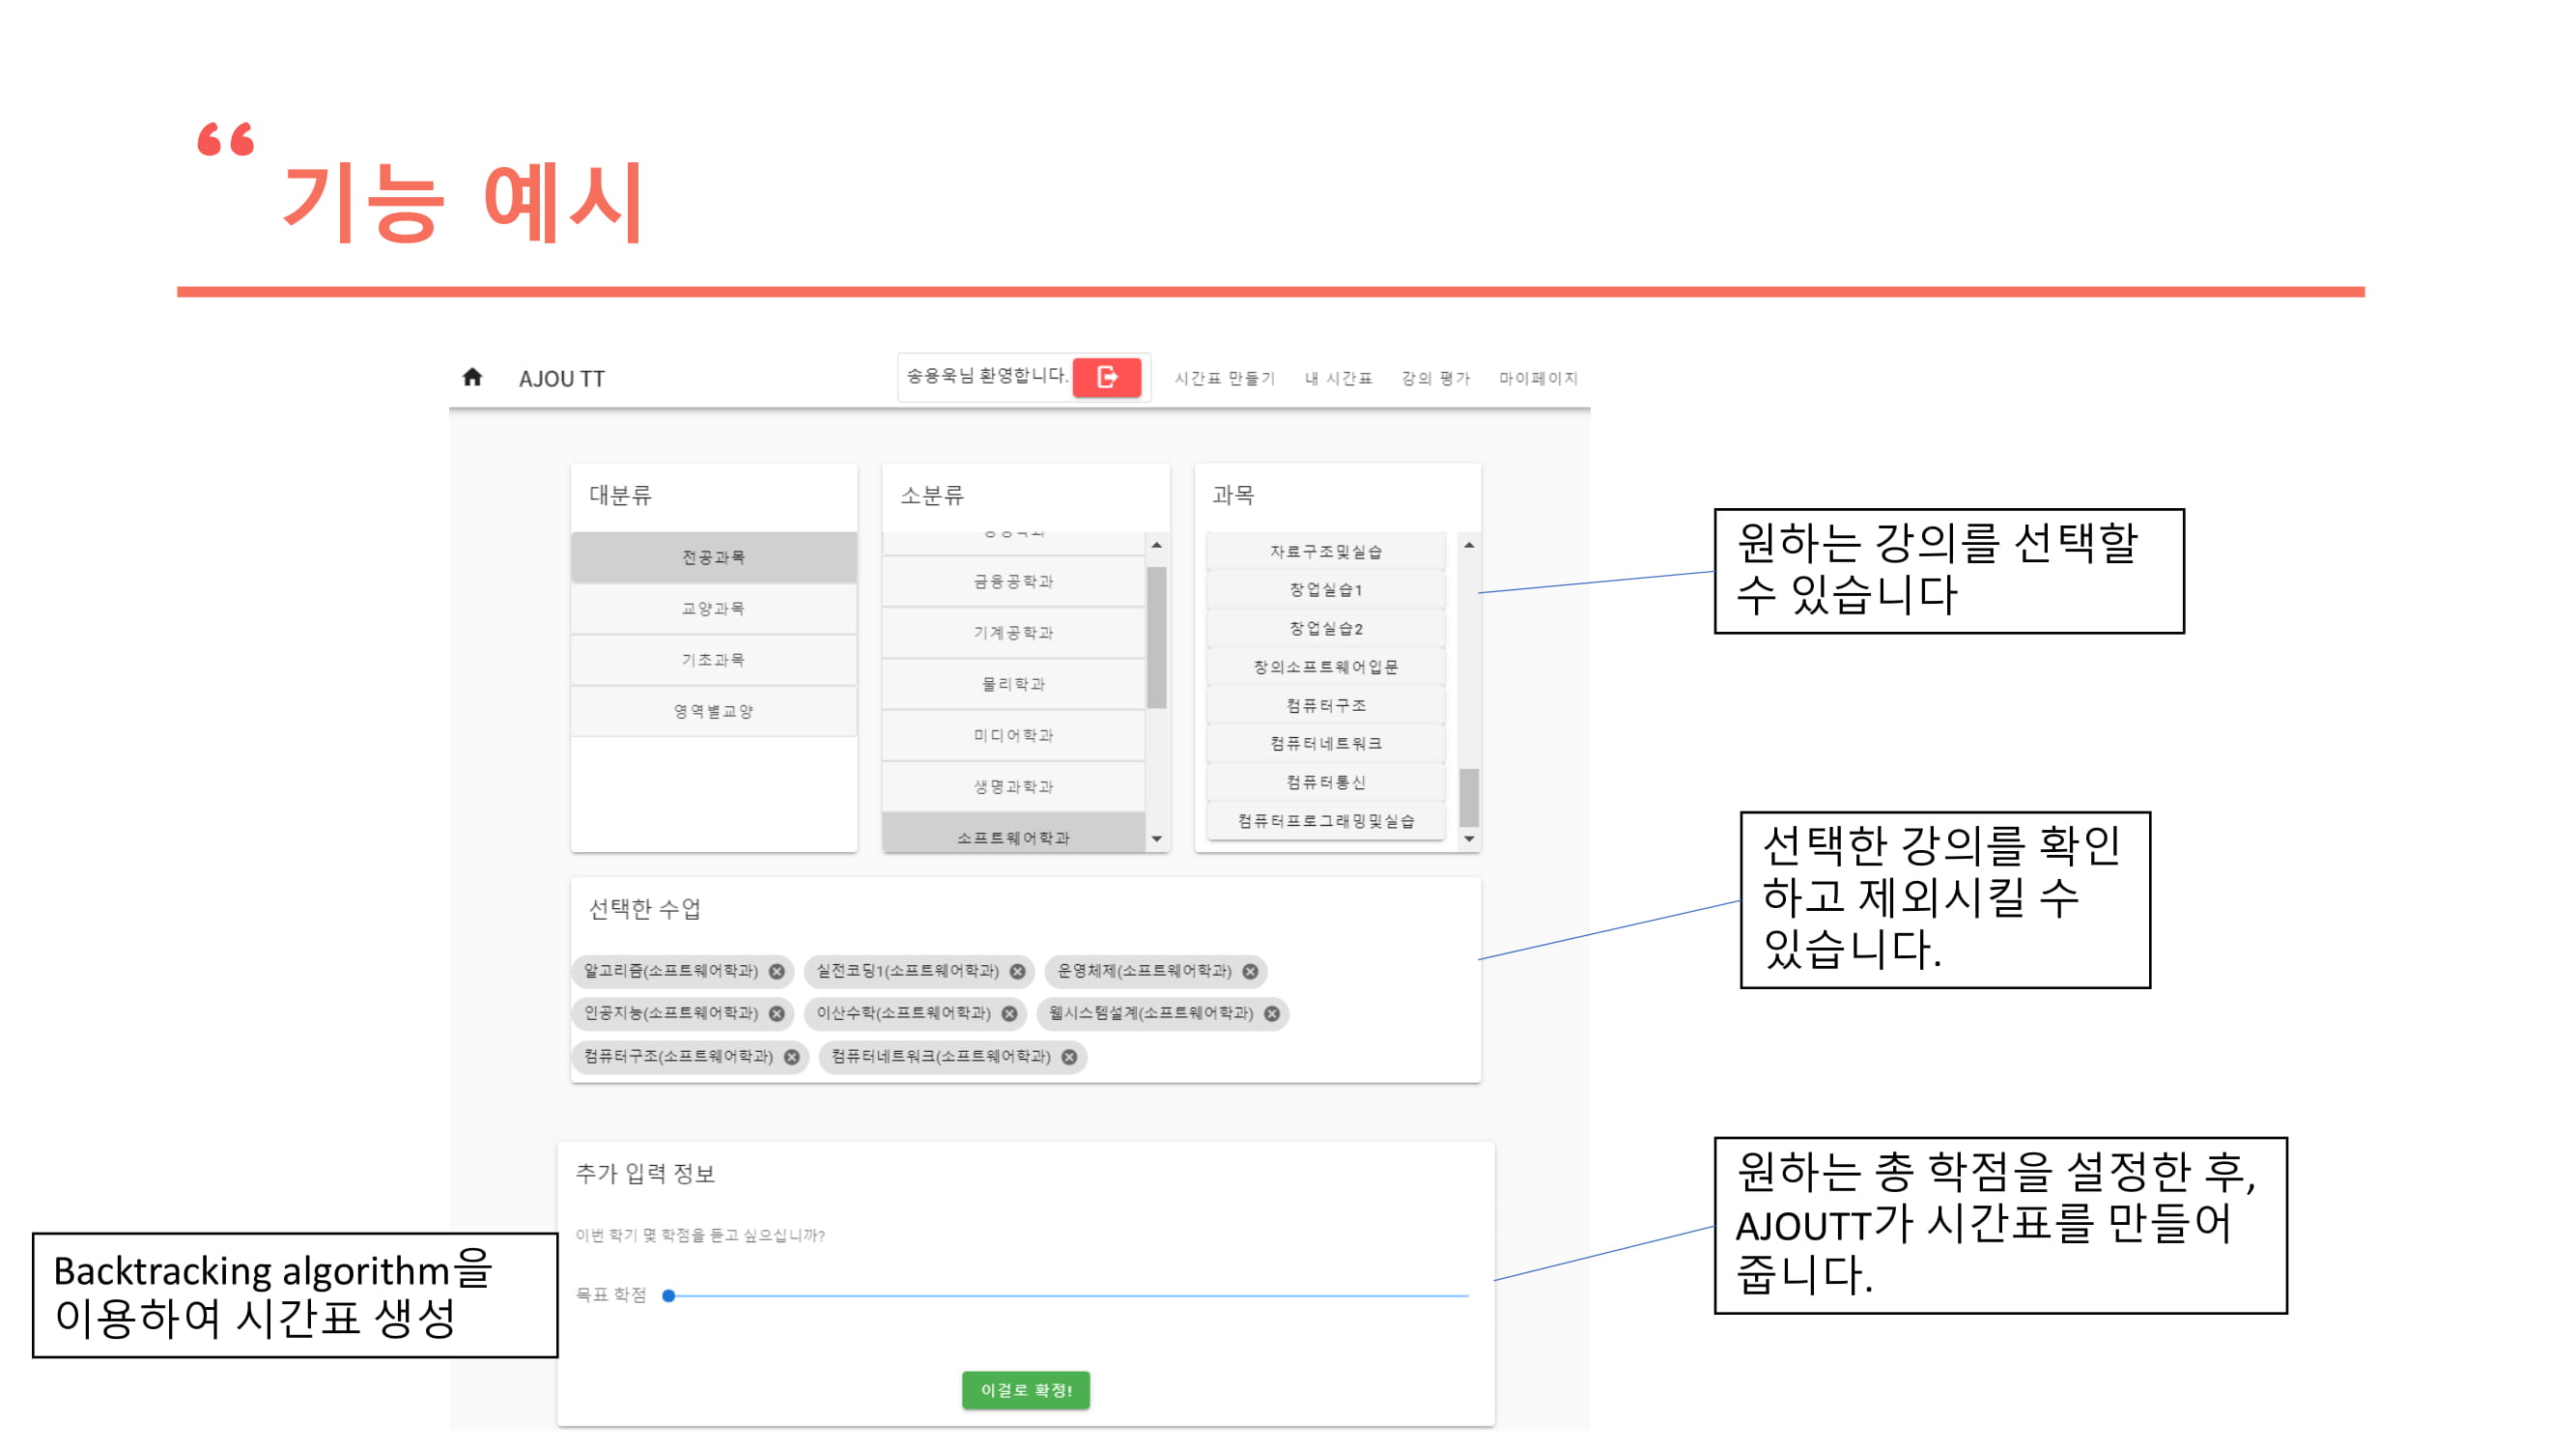 “
기능 예시
AJOU TT
송용욱님 환영합니다.
시간표 만들기
내 시간표
강의 평가
마이페이지
대분류
전공과목
교양과목
기초과목
영역별교양
소분류
금융공학과
기계공학과
물리학과
미디어학과
생명과학과
소프트웨어학과
과목
자료구조및실습
창업실습1
창업실습2
창의소프트웨어입문
컴퓨터구조
컴퓨터네트워크
컴퓨터통신
컴퓨터프로그래밍및실습
원하는 강의를 선택할
수 있습니다
선택한 수업
알고리즘(소프트웨어학과) 실전코딩1(소프트웨어학과) 운영체제(소프트웨어학과)
인공지능(소프트웨어학과) 이산수학(소프트웨어학과) 웹시스템설계(소프트웨어학과)
컴퓨터구조(소프트웨어학과) 컴퓨터네트워크(소프트웨어학과)
선택한 강의를 확인
하고 제외시킬 수
있습니다.
추가 입력 정보
이번 학기 몇 학점을 듣고 싶으십니까?
목표 학점
이걸로 확정!
원하는 총 학점을 설정한 후,
AJOUTT가 시간표를 만들어
줍니다.
Backtracking algorithm을
이용하여 시간표 생성